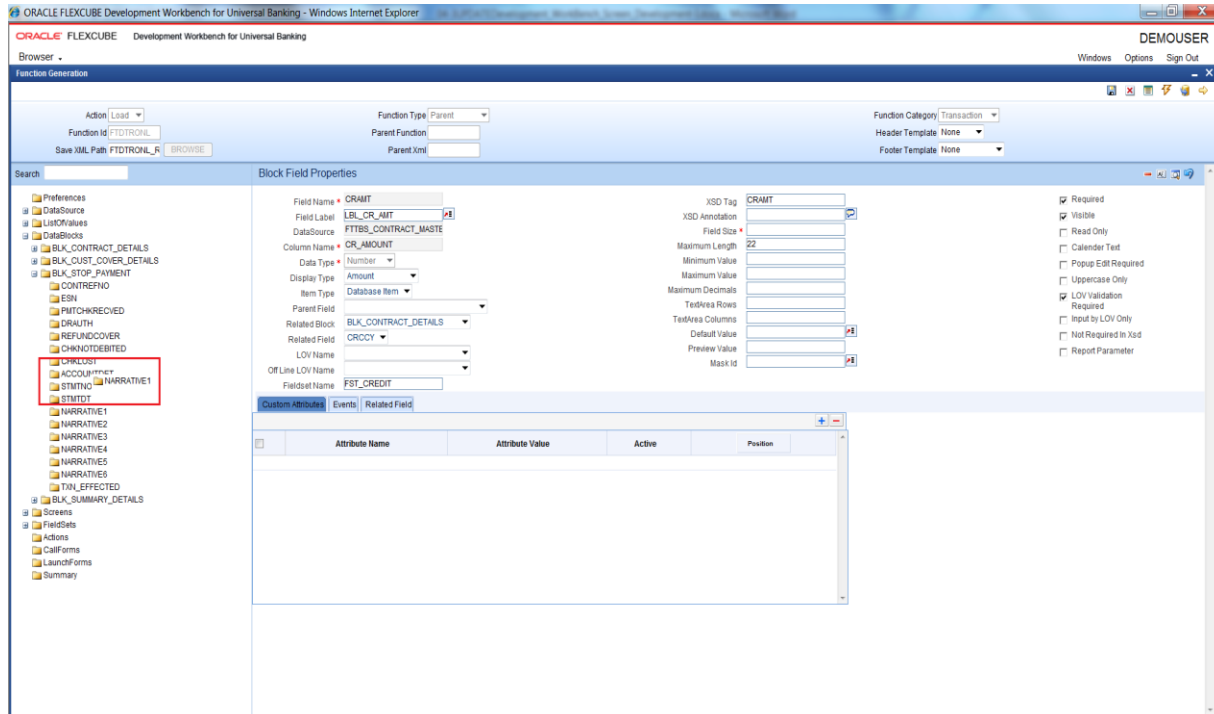 ORACLE FLEXCUBE Development Workbench for Universal Banking - Windows Internet Explorer
ORACLE FLEXCUBE Development Workbench for Universal Banking
DEMOUSER
Browser
Windows Options Sign Out
Function Generation
Action Load
Function Type Parent
Function Category Transaction
Function Id FTDTRONL
Parent Function
Header Template None
Save XML Path FTDTRONL_R BROWSE
Parent Xml
Footer Template None
Search
Block Field Properties
Preferences
DataSource
ListOfValues
DataBlocks
BLK_CONTRACT_DETAILS
BLK_CUST_COVER_DETAILS
BLK_STOP_PAYMENT
CONTREFNO
ESN
PMTCHKRECVED
DRAUTH
REFUNDCOVER
CHKNOTDEBITED
CHKLOST
ACCOUNTDET
NARRATIVE1
STMTNO
STMTDT
NARRATIVE1
NARRATIVE2
NARRATIVE3
NARRATIVE4
NARRATIVE5
NARRATIVE6
TXN_EFFECTED
BLK_SUMMARY_DETAILS
Screens
FieldSets
Actions
CallForms
LaunchForms
Summary
Field Name * CRAMT
Field Label LBL_CR_AMT
DataSource FTTBS_CONTRACT_MASTE
Column Name * CR_AMOUNT
Data Type * Number
Display Type Amount
Item Type Database Item
Parent Field
Related Block BLK_CONTRACT_DETAILS
Related Field CRCCY
LOV Name
Off Line LOV Name
Fieldset Name FST_CREDIT
XSD Tag CRAMT
XSD Annotation
Field Size *
Maximum Length 22
Minimum Value
Maximum Value
Maximum Decimals
TextArea Rows
TextArea Columns
Default Value
Preview Value
Mask Id
Required
Visible
Read Only
Calender Text
Popup Edit Required
Uppercase Only
LOV Validation
Required
Input by LOV Only
Not Required In Xsd
Report Parameter
Custom Attributes Events Related Field
Attribute Name Attribute Value Active Position